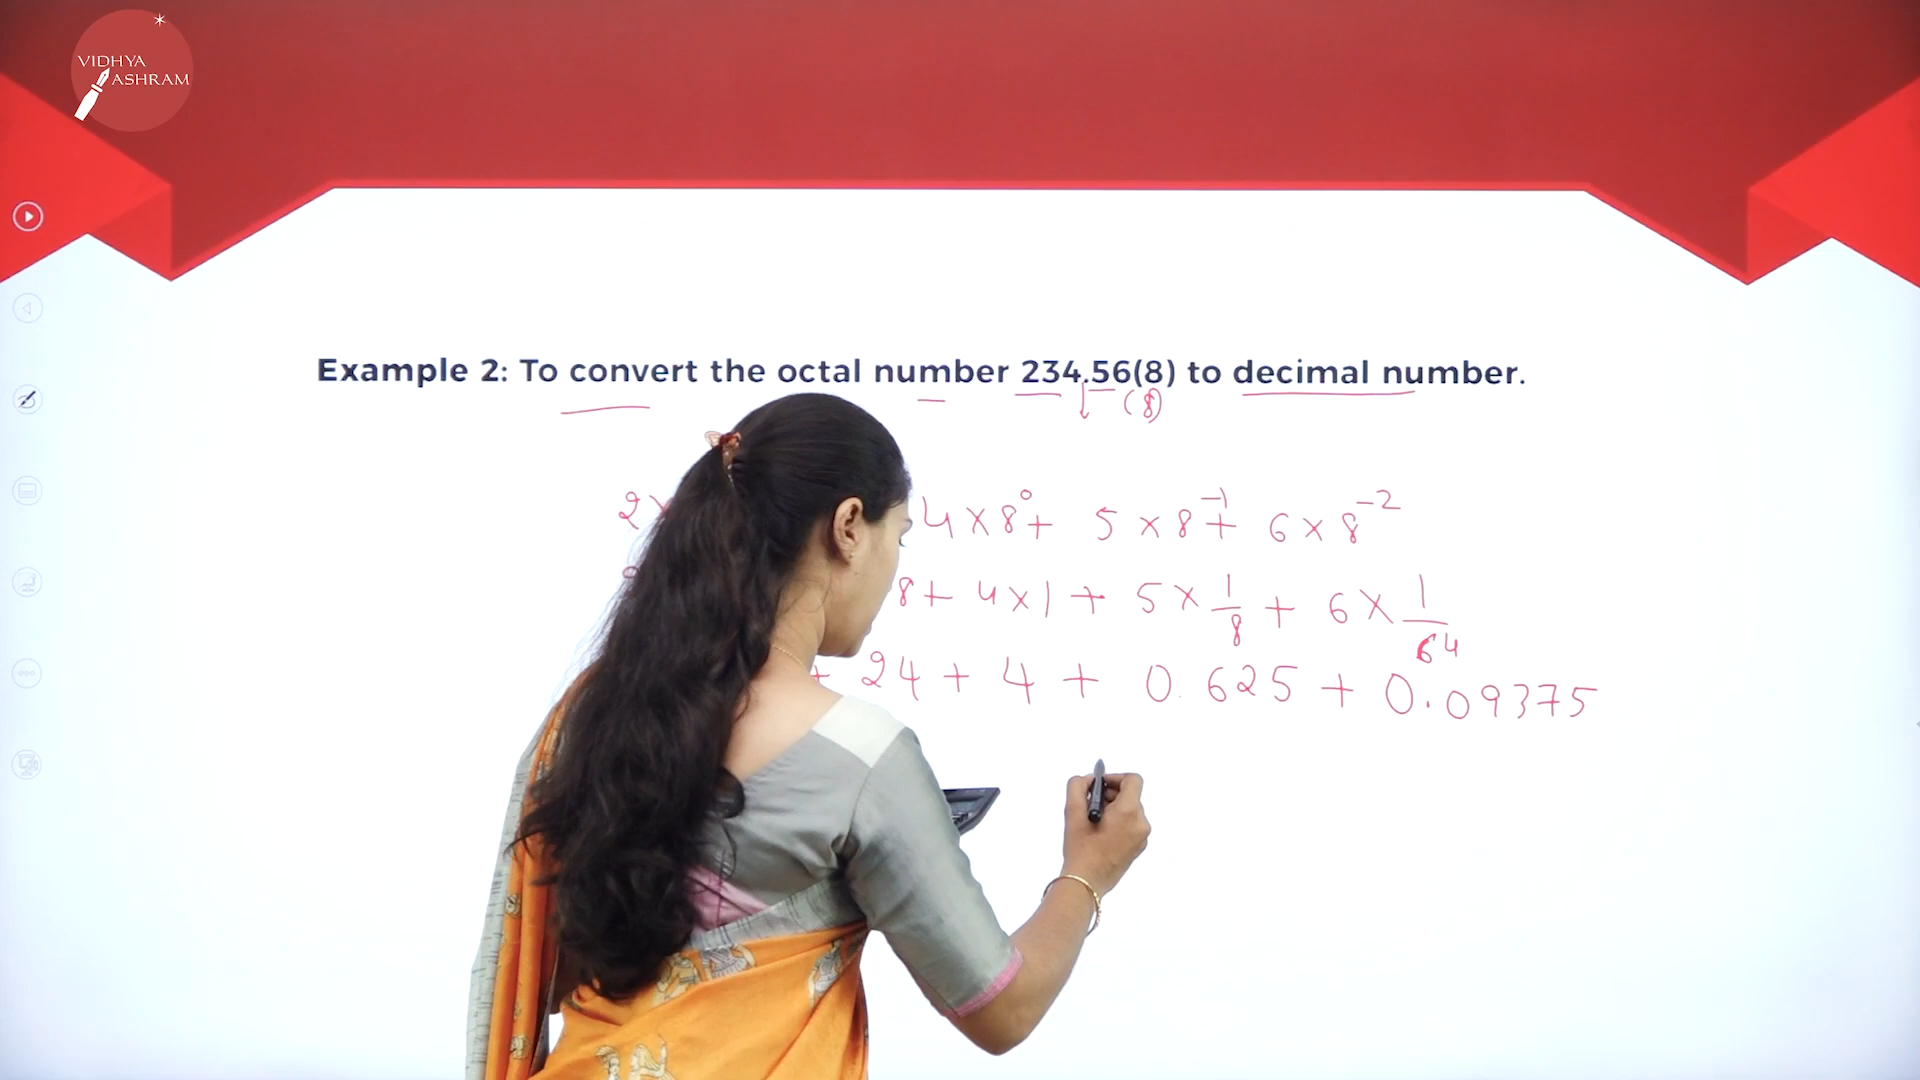 VIDHYA
ASHRAM
Example 2: To convert the octal number 234.56(8) to decimal number.
(8)
2× 4×8⁰+ 5×8⁻¹+ 6×8⁻²
8+ 4×1+ 5×1/8 + 6×1/64
+ 24 + 4 + 0.625 + 0.09375